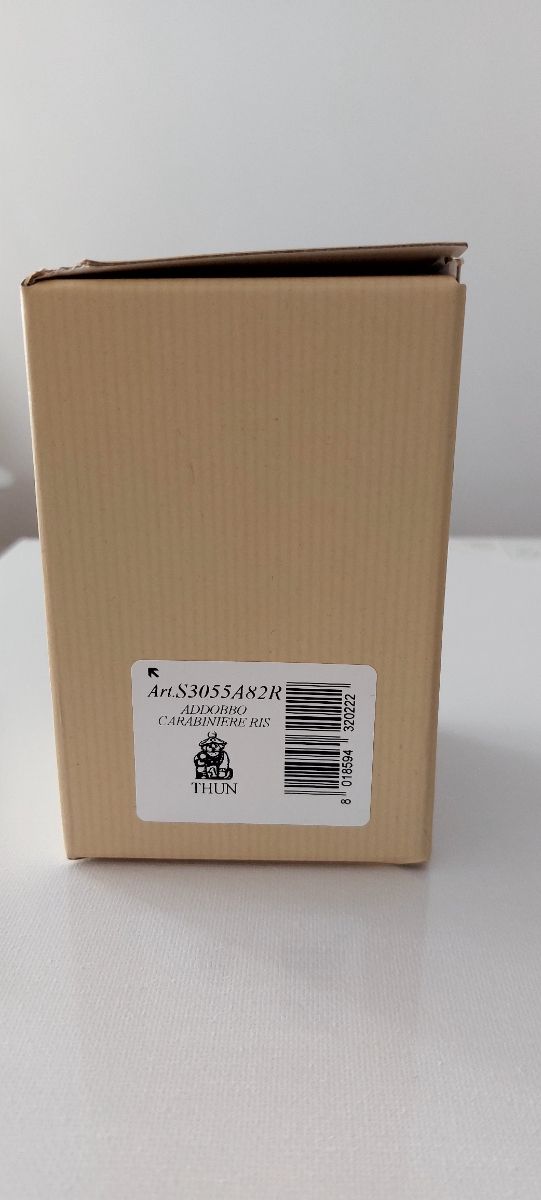 Art.S3055A82R
ADDOBBO
CARABINIERE RIS
THUN
8 018594 320222